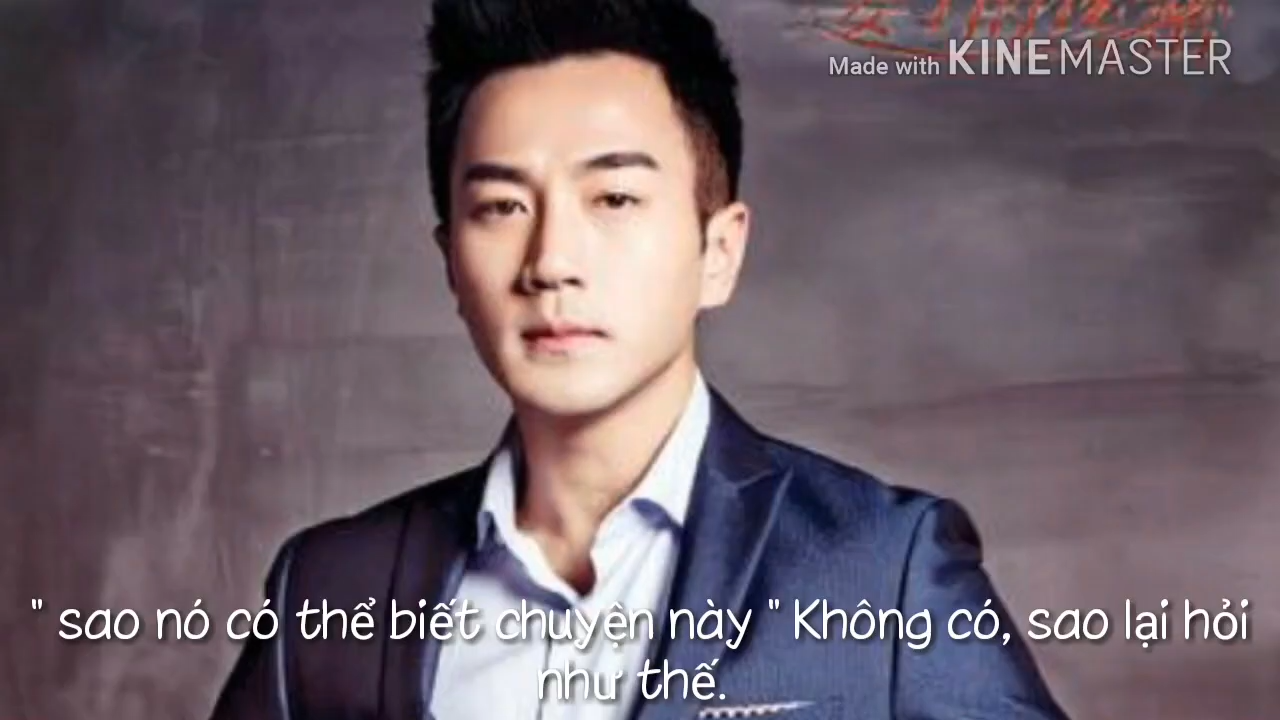 Made with KINEMASTER
" sao nó có thể biết chuyện này " Không có, sao lại hỏi
như thế.